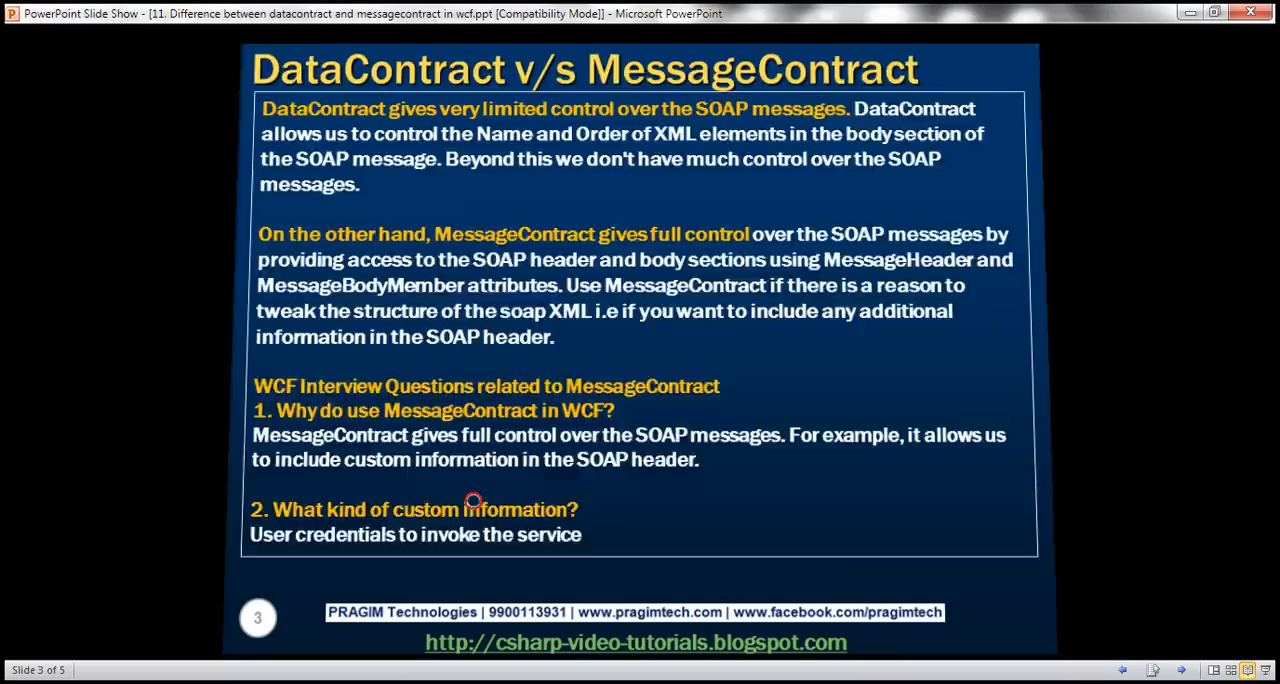 PowerPoint Slide Show - [11. Difference between datacontract and messagecontract in wcf.ppt [Compatibility Mode]] - Microsoft PowerPoint
DataContract v/s MessageContract
DataContract gives very limited control over the SOAP messages. DataContract
allows us to control the Name and Order of XML elements in the body section of
the SOAP message. Beyond this we don't have much control over the SOAP
messages.
On the other hand, MessageContract gives full control over the SOAP messages by
providing access to the SOAP header and body sections using MessageHeader and
MessageBodyMember attributes. Use MessageContract if there is a reason to
tweak the structure of the soap XML i.e if you want to include any additional
information in the SOAP header.
WCF Interview Questions related to MessageContract
1. Why do use MessageContract in WCF?
MessageContract gives full control over the SOAP messages. For example, it allows us
to include custom information in the SOAP header.
2. What kind of custom information?
User credentials to invoke the service
3
PRAGIM Technologies | 9900113931 | www.pragimtech.com | www.facebook.com/pragimtech
http://csharp-video-tutorials.blogspot.com
Slide 3 of 5